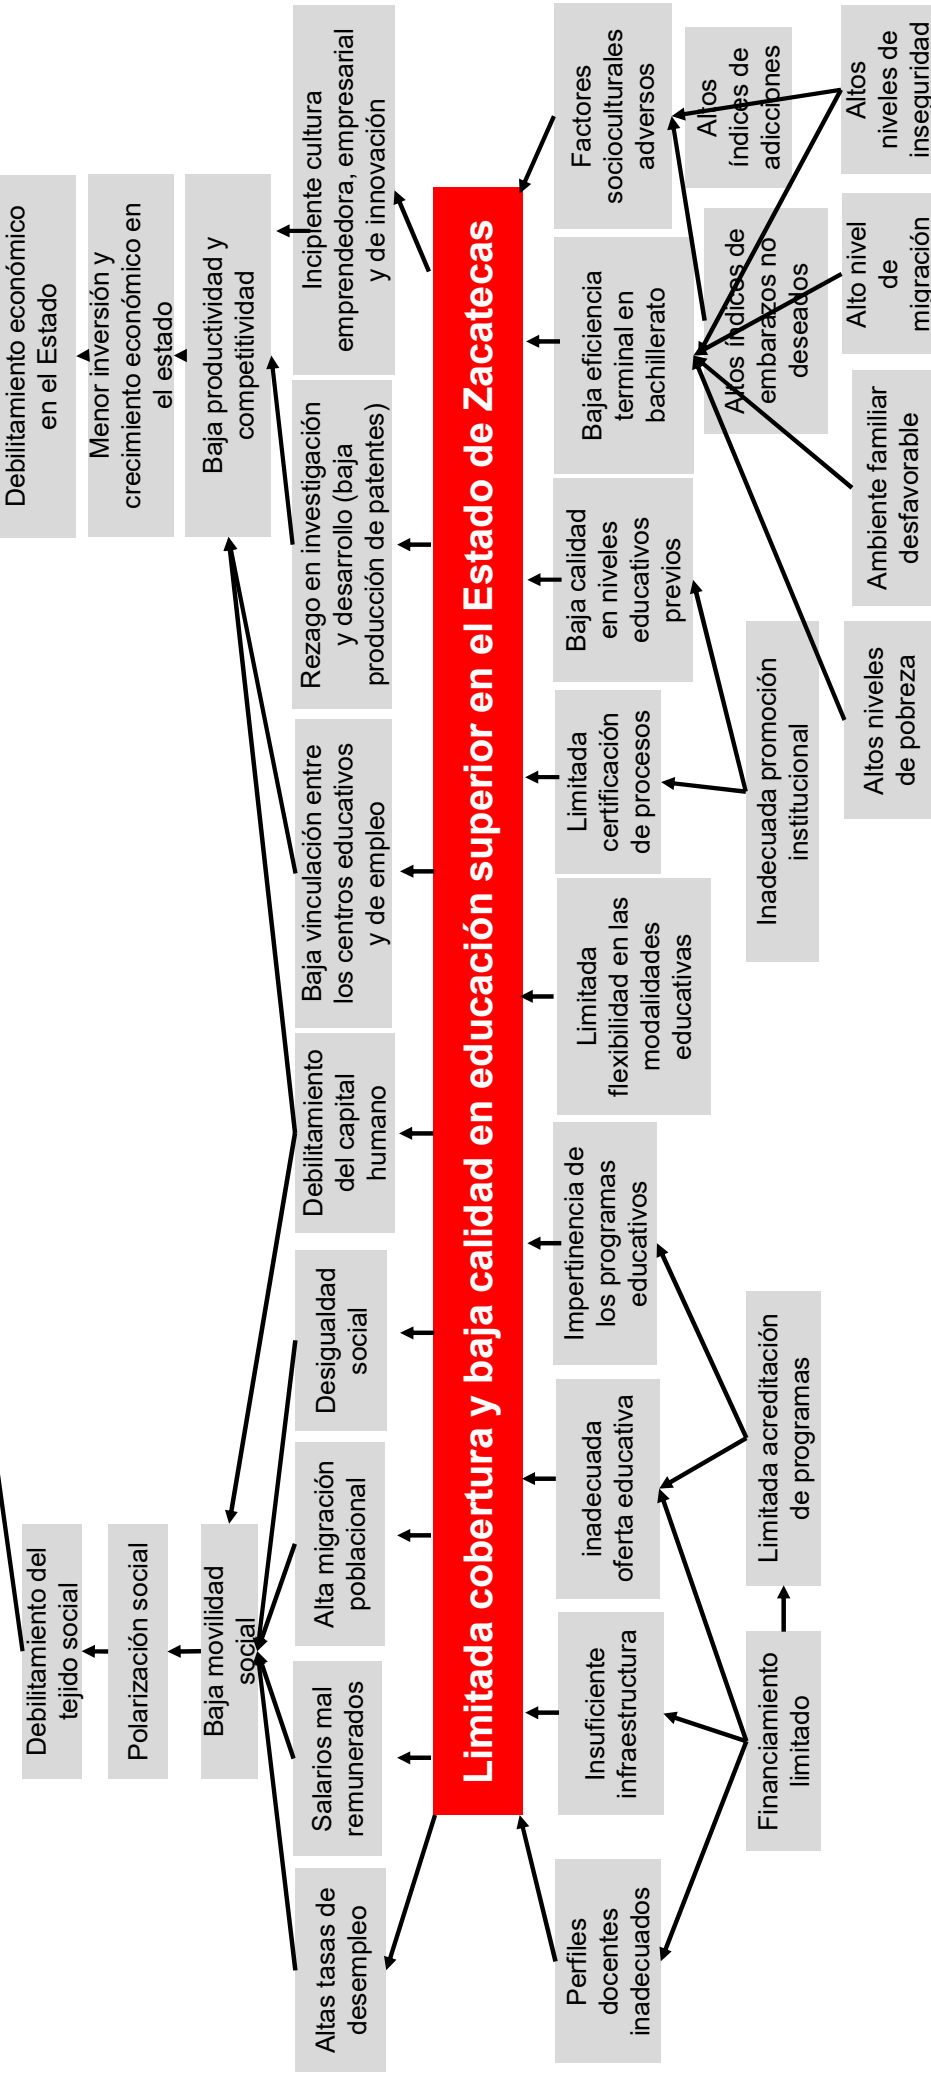 Debilitamiento del
tejido social
Debilitamiento económico
en el Estado
Polarización social
Menor inversión y
crecimiento económico en
el estado
Baja movilidad
social
Baja productividad y
competitividad
Altas tasas de
desempleo
Salarios mal
remunerados
Alta migración
poblacional
Desigualdad
social
Debilitamiento
del capital
humano
Baja vinculación entre
los centros educativos
y de empleo
Rezago en investigación
y desarrollo (baja
producción de patentes)
Incipiente cultura
emprendedora, empresarial
y de innovación
Limitada cobertura y baja calidad en educación superior en el Estado de Zacatecas
Perfiles
docentes
inadecuados
Insuficiente
infraestructura
inadecuada
oferta educativa
Impertinencia de
los programas
educativos
Limitada
flexibilidad en las
modalidades
educativas
Limitada
certificación
de procesos
Baja calidad
en niveles
educativos
previos
Baja eficiencia
terminal en
bachillerato
Factores
socioculturales
adversos
Altos índices de
embarazos no
deseados
Altos
índices de
adicciones
Financiamiento
limitado
Limitada acreditación
de programas
Inadecuada promoción
institucional
Altos niveles
de pobreza
Ambiente familiar
desfavorable
Alto nivel
de
migración
Altos
niveles de
inseguridad